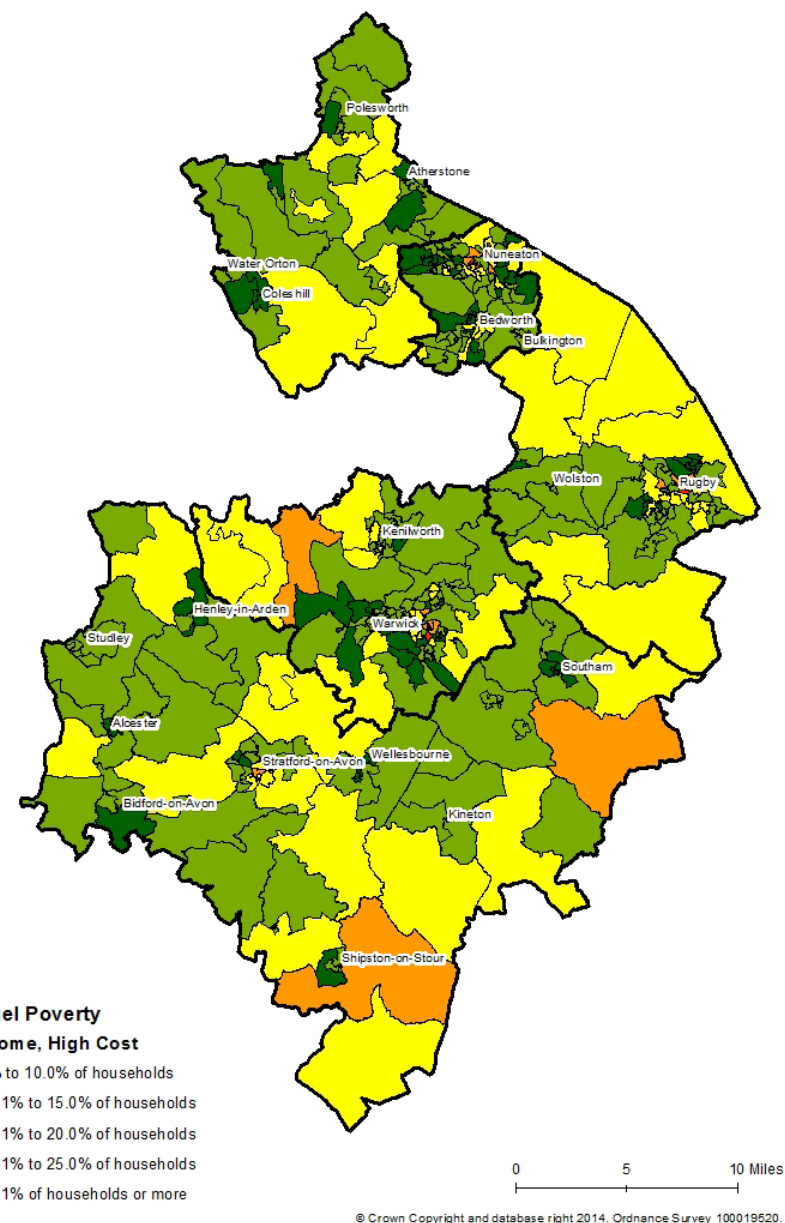 Polesworth
Atherstone
Nuneaton
Water Orton
Coleshill
Bedworth
Bulkington
Wolston
Rugby
Kenilworth
Henley-in-Arden
Warwick
Studley
Southam
Alcester
Stratford-on-Avon
Wellesbourne
Bidford-on-Avon
Kineton
Shipston-on-Stour
el Poverty
ome, High Cost
% to 10.0% of households
1% to 15.0% of households
1% to 20.0% of households
1% to 25.0% of households
1% of households or more
0 5 10 Miles
© Crown Copyright and database right 2014. Ordnance Survey 100019520.